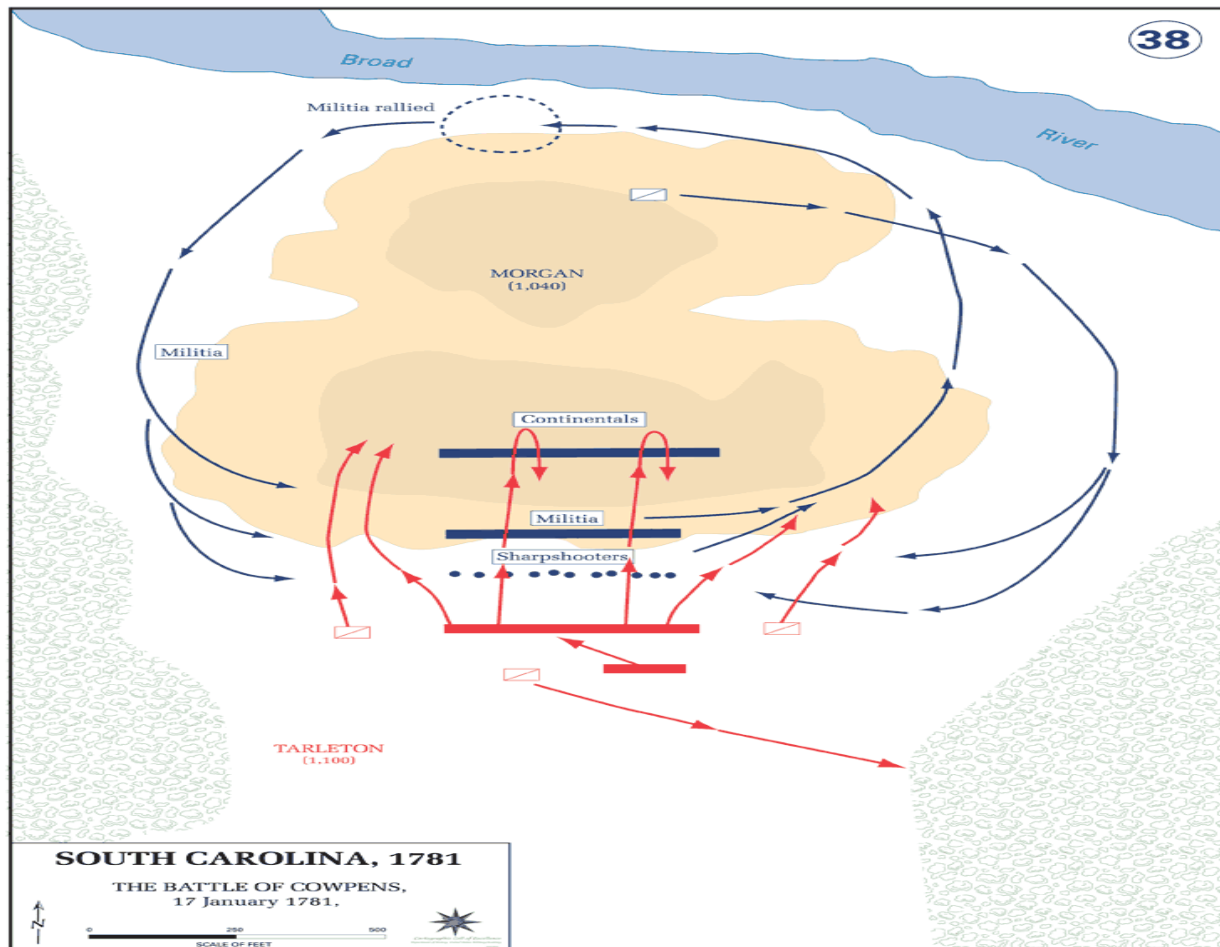 38
Broad
River
Militia rallied
MORGAN
(1,040)
Militia
Continentals
Militia
Sharpshooters
TARLETON
(1,100)
SOUTH CAROLINA, 1781
THE BATTLE OF COWPENS,
17 January 1781,
N
0 250 500
SCALE OF FEET